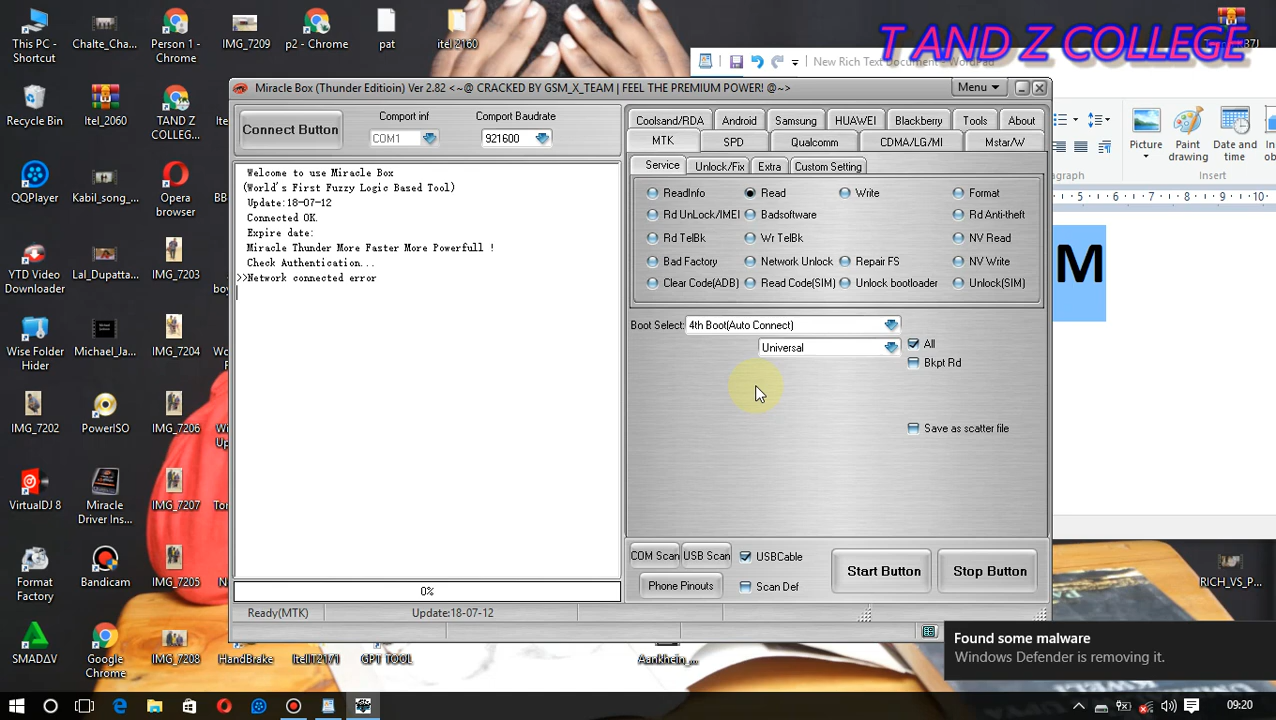 T AND Z COLLEGE
This PC - Shortcut
Chalte_Cha...
Person 1 - Chrome
IMG_7209
p2 - Chrome
pat
itel 2160
Recycle Bin
Itel_2060
TAND Z COLLEG...
QQPlayer
Kabil_song_...
Opera browser
YTD Video Downloader
Lal_Dupatta...
Wise Folder Hider
Michael_Ja...
IMG_7204
IMG_7202
PowerISO
IMG_7206
VirtualDJ 8
Miracle Driver Ins...
IMG_7207
Format Factory
Bandicam
IMG_7205
SMADΔV
Google Chrome
IMG_7208
HandBrake
GPT TOOL
Aankhein_...
RICH_VS_P...
New Rich Text Document - WordPad
Picture
Paint drawing
Date and time
6 7 8 9 10
M
Miracle Box (Thunder Edition) Ver 2.82 <~@ CRACKED BY GSM_X_TEAM | FEEL THE PREMIUM POWER! @~>
Menu
Connect Button
Comport inf
COM1
Comport Baudrate
921600
Welcome to use Miracle Box
(World's First Fuzzy Logic Based Tool)
Update:18-07-12
Connected OK.
Expire date:
Miracle Thunder More Faster More Powerfull !
Check Authentication...
>>Network connected error
0%
Ready(MTK)
Update:18-07-12
Coolsand/RDA Android Samsung HUAWEI Blackberry Tools About
MTK SPD Qualcomm CDMA/LG/MI Mstar/W
Service Unlock/Fix Extra Custom Setting
ReadInfo Read Write Format
Rd UnLock/IMEI Badsoftware Rd Anti-theft
Rd TelBk Wr TelBk NV Read
Bad Factory Network Unlock Repair FS NV Write
Clear Code(ADB) Read Code(SIM) Unlock bootloader Unlock(SIM)
Boot Select: 4th Boot(Auto Connect)
Universal All
Bkpt Rd
Save as scatter file
COM Scan USB Scan USBCable
Phone Pinouts Scan Def
Start Button Stop Button
Found some malware
Windows Defender is removing it.
09:20